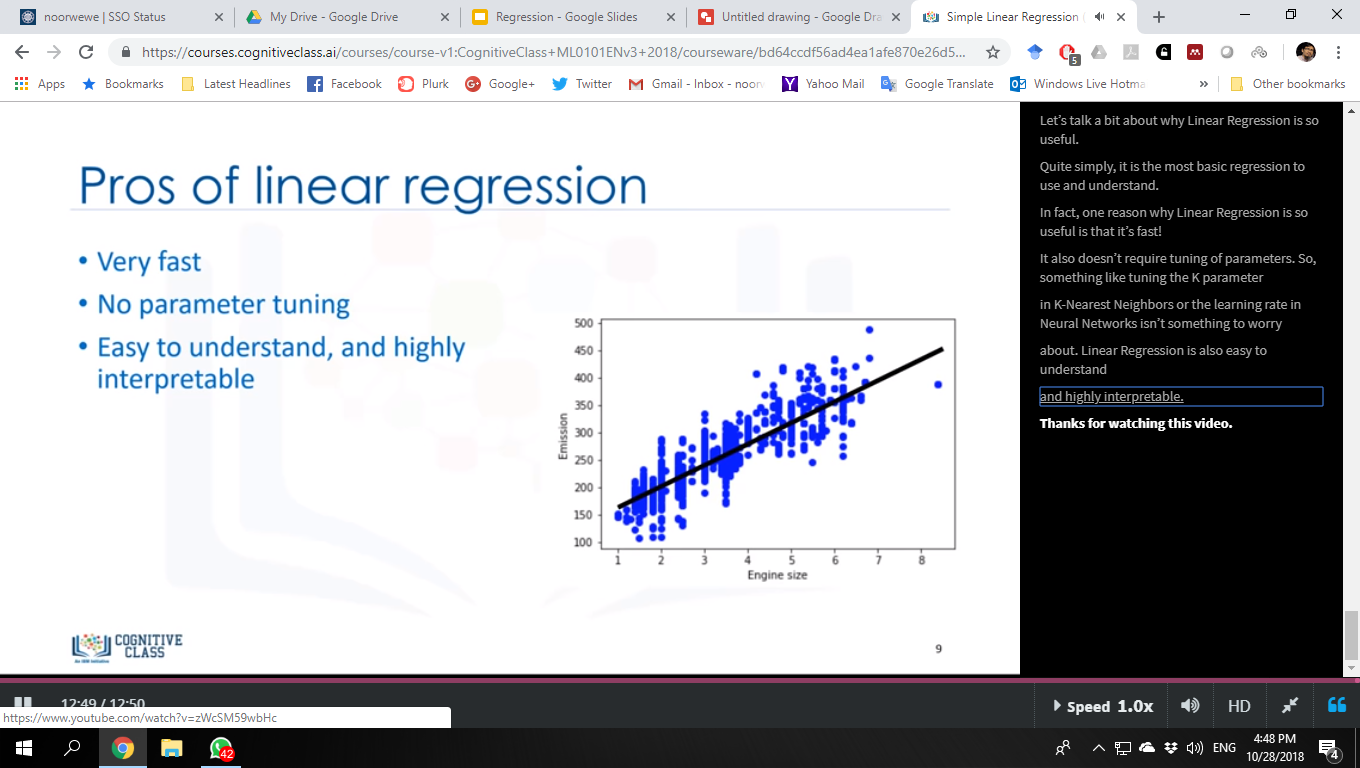 noorwewe | SSO Status
My Drive - Google Drive
Regression - Google Slides
Untitled drawing - Google Dra
Simple Linear Regression
https://courses.cognitiveclass.ai/courses/course-v1:CognitiveClass+ML0101ENv3+2018/courseware/bd64ccdf56ad4ea1afe870e26d5...
5
Apps
Bookmarks
Latest Headlines
Facebook
Plurk
Google+
Twitter
Gmail - Inbox - noorw
Yahoo Mail
Google Translate
Windows Live Hotma
»
Other bookmarks
Pros of linear regression
• Very fast
• No parameter tuning
• Easy to understand, and highly
interpretable
500
450
400
350
300
250
200
150
100
Emission
1 2 3 4 5 6 7 8
Engine size
COGNITIVE
CLASS
An IBM Initiative
9
Let's talk a bit about why Linear Regression is so
useful.
Quite simply, it is the most basic regression to
use and understand.
In fact, one reason why Linear Regression is so
useful is that it's fast!
It also doesn't require tuning of parameters. So,
something like tuning the K parameter
in K-Nearest Neighbors or the learning rate in
Neural Networks isn't something to worry
about. Linear Regression is also easy to
understand
and highly interpretable.
Thanks for watching this video.
12:49 / 12:50
Speed 1.0x
HD
https://www.youtube.com/watch?v=zWcSM59wbHc
42
ENG
4:48 PM
10/28/2018
4